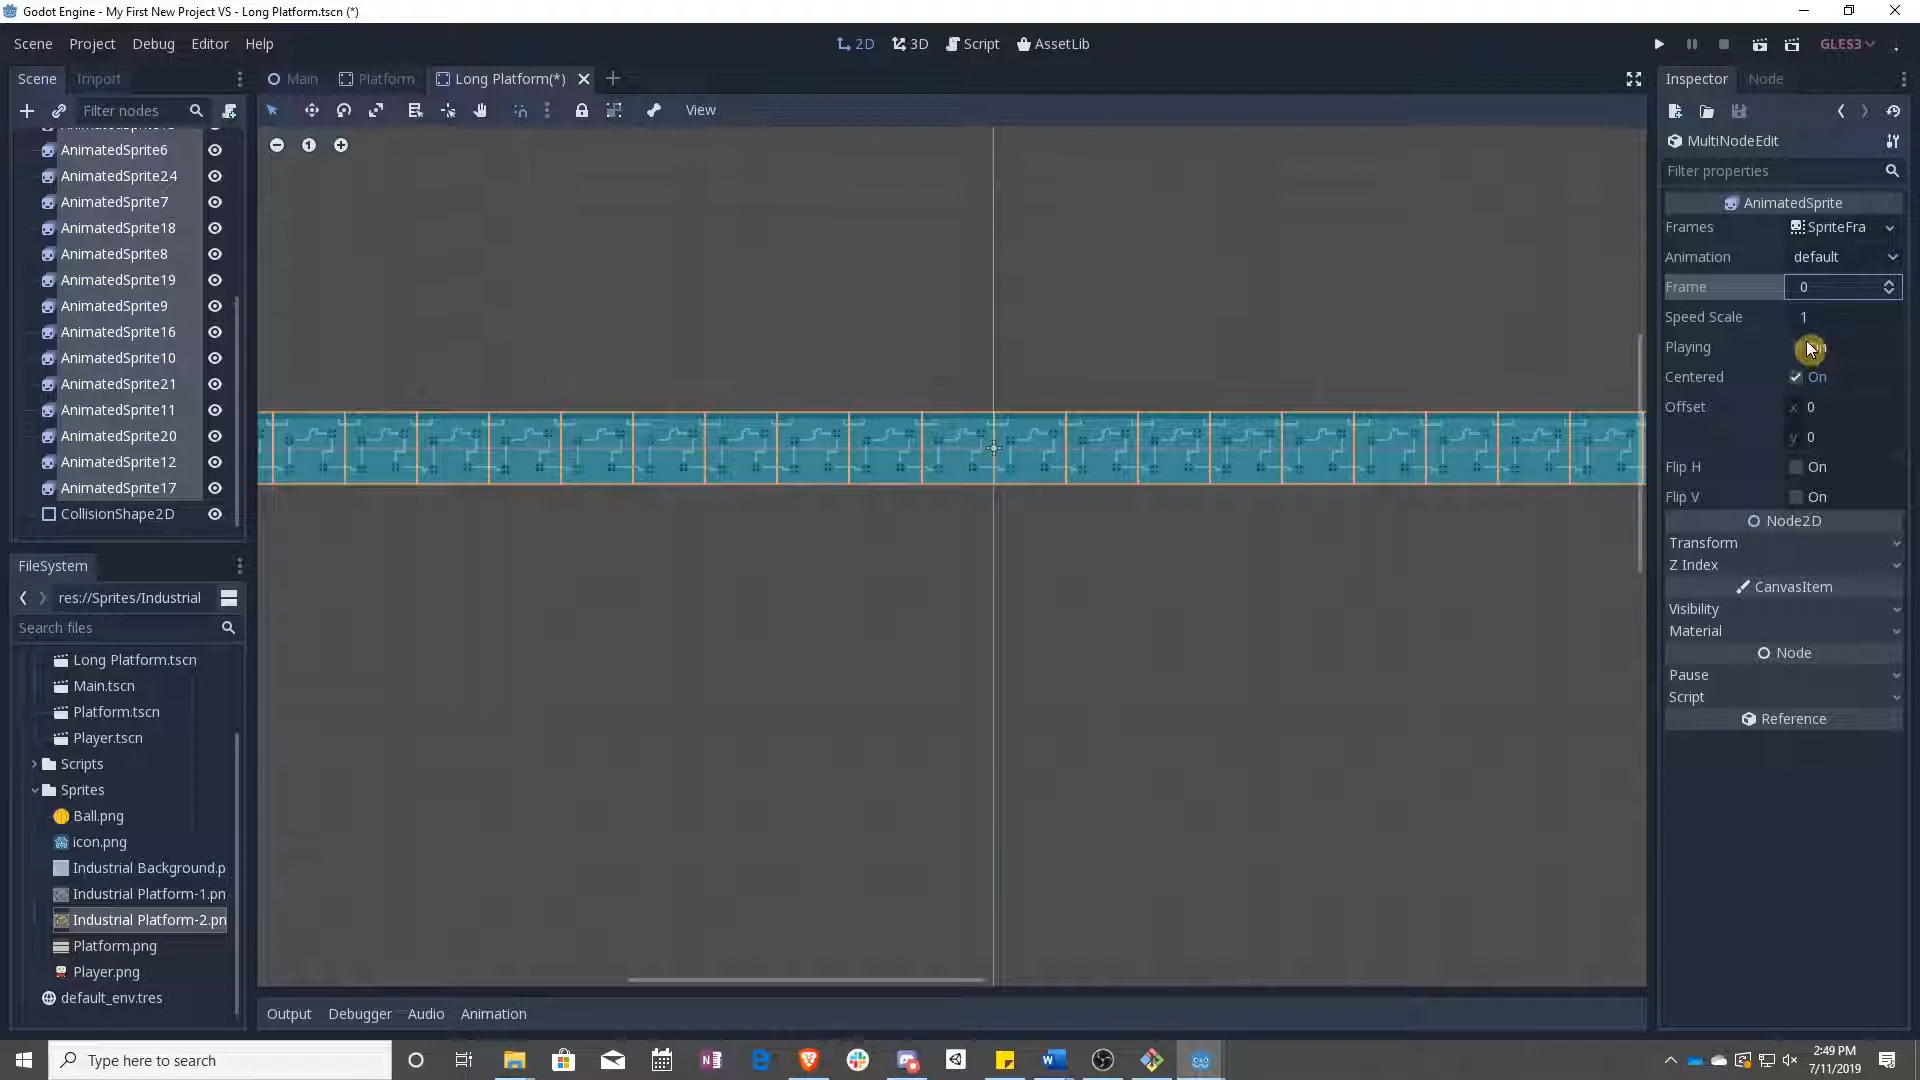 Godot Engine - My First New Project VS - Long Platform.tscn (*)
Scene Project Debug Editor Help
2D 3D Script AssetLib
GLES3
Scene Import
Main Platform Long Platform(*)
Inspector Node
Filter nodes
View
MultiNodeEdit
Filter properties
AnimatedSprite6
AnimatedSprite24
AnimatedSprite7
AnimatedSprite18
AnimatedSprite8
AnimatedSprite19
AnimatedSprite9
AnimatedSprite16
AnimatedSprite10
AnimatedSprite21
AnimatedSprite11
AnimatedSprite20
AnimatedSprite12
AnimatedSprite17
CollisionShape2D
AnimatedSprite
Frames SpriteFra
Animation default
Frame 0
Speed Scale 1
Playing
Centered On
Offset x 0
y 0
Flip H On
Flip V On
Node2D
Transform
Z Index
CanvasItem
Visibility
Material
Node
Pause
Script
Reference
FileSystem
res://Sprites/Industrial
Search files
Long Platform.tscn
Main.tscn
Platform.tscn
Player.tscn
Scripts
Sprites
Ball.png
icon.png
Industrial Background.p
Industrial Platform-1.pn
Industrial Platform-2.pn
Platform.png
Player.png
default_env.tres
Output Debugger Audio Animation
Type here to search
2:49 PM
7/11/2019